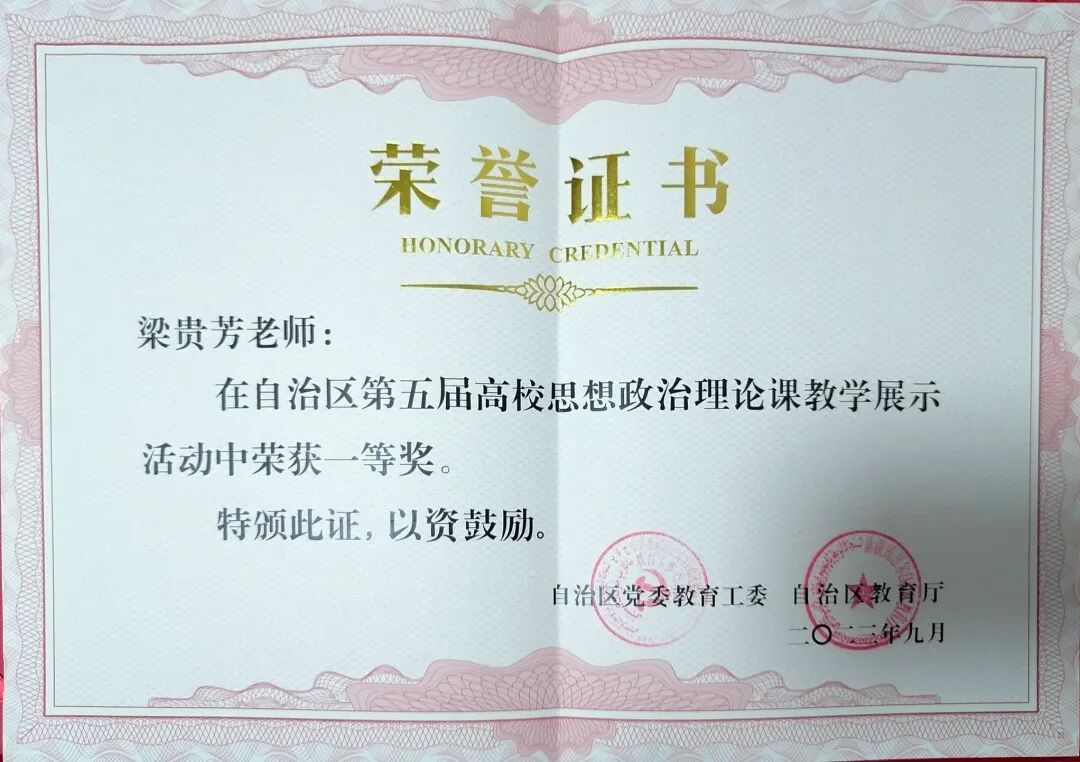 荣誉证书
HONORARY CREDENTIAL
梁贵芳老师:
在自治区第五届高校思想政治理论课教学展示
活动中荣获一等奖。
特颁此证,以资鼓励。
自治区党委教育工委 自治区教育厅
二〇二二年九月